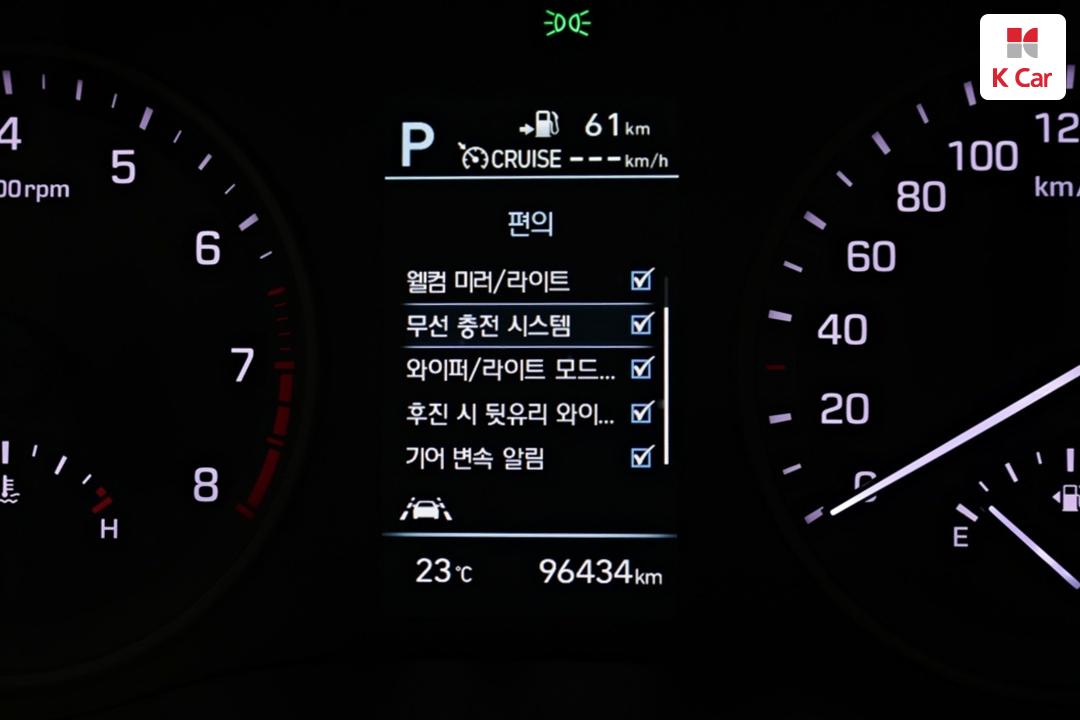 K Car
4
5
6
7
8
00rpm
H
P
61km
CRUISE ---km/h
편의
웰컴 미러/라이트
무선 충전 시스템
와이퍼/라이트 모드...
후진 시 뒷유리 와이...
기어 변속 알림
23℃
96434km
12
100
80
60
40
20
0
km/
E